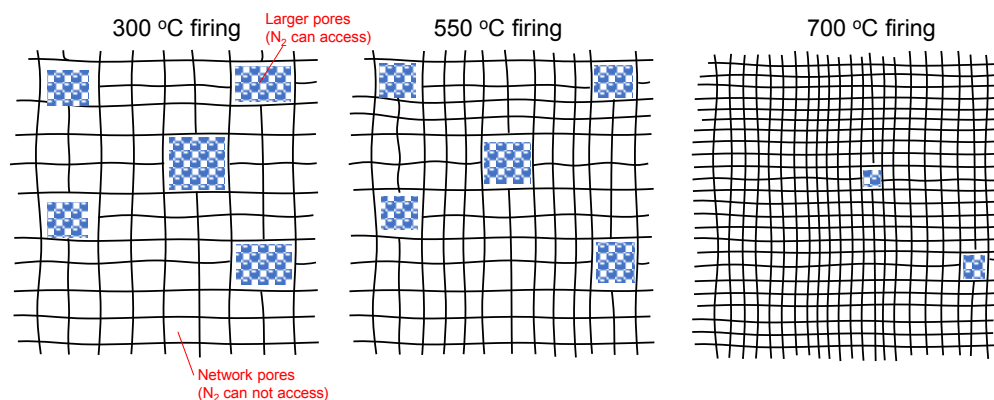 300 °C firing
Larger pores
(N₂ can access)
550 °C firing
700 °C firing
Network pores
(N₂ can not access)